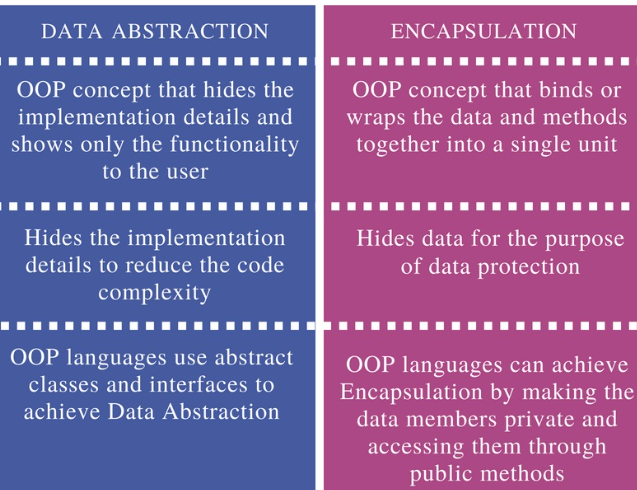 DATA ABSTRACTION
OOP concept that hides the
implementation details and
shows only the functionality
to the user
Hides the implementation
details to reduce the code
complexity
OOP languages use abstract
classes and interfaces to
achieve Data Abstraction
ENCAPSULATION
OOP concept that binds or
wraps the data and methods
together into a single unit
Hides data for the purpose
of data protection
OOP languages can achieve
Encapsulation by making the
data members private and
accessing them through
public methods